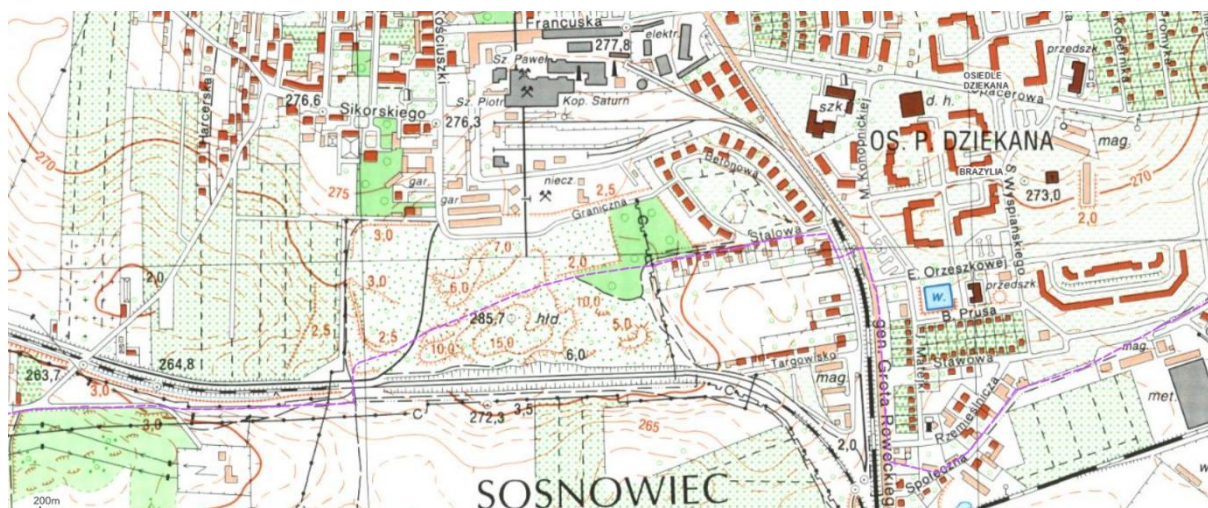 Francuska
elektr.
277,8
Kościuszki
Sz. Paweł
Kop. Saturn
Sz. Piotr
Harcerska
276,6
Sikorskiego
276,3
270
275
gar.
gar.
niecz.
Graniczna
2,5
Betonowa
Stalowa
M. Konopnickiej
szk.
d. h.
przedszk.
Kopernika
OSIEDLE
DZIEKANA
Spacerowa
OS. P. DZIEKANA
mag.
BRAZYLIA
S. Wyspiańskiego
273,0
270
2,0
3,0
7,0
2,0
6,0
3,0
2,0
2,5
2,5
285,7
hłd.
10,0
5,0
10,0
15,0
6,0
E. Orzeszkowej
w.
przedszk.
B. Prusa
Stawowa
Matejki
gen. Grota Roweckiego
Targowisko
mag.
mag.
met.
Rzemieślnicza
Społeczna
264,8
263,7
3,0
3,0
C
272,3
3,5
265
C
2,0
SOSNOWIEC
200m